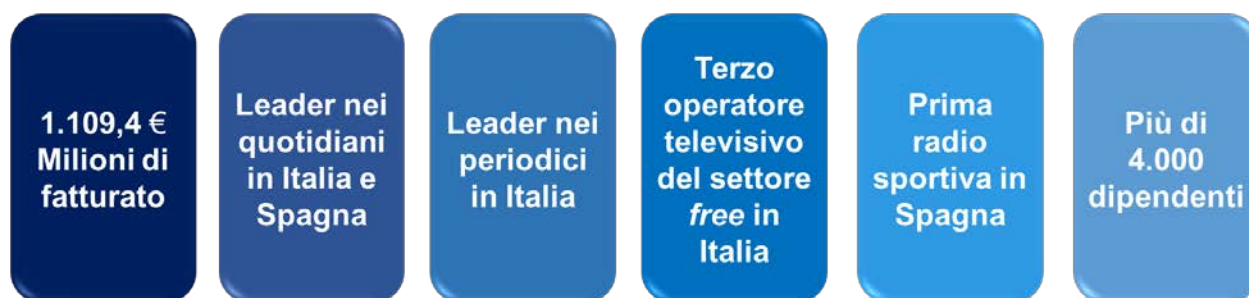 1.109,4 €
Milioni di
fatturato
Leader nei
quotidiani
in Italia e
Spagna
Leader nei
periodici
in Italia
Terzo
operatore
televisivo
del settore
free in
Italia
Prima
radio
sportiva in
Spagna
Più di
4.000
dipendenti